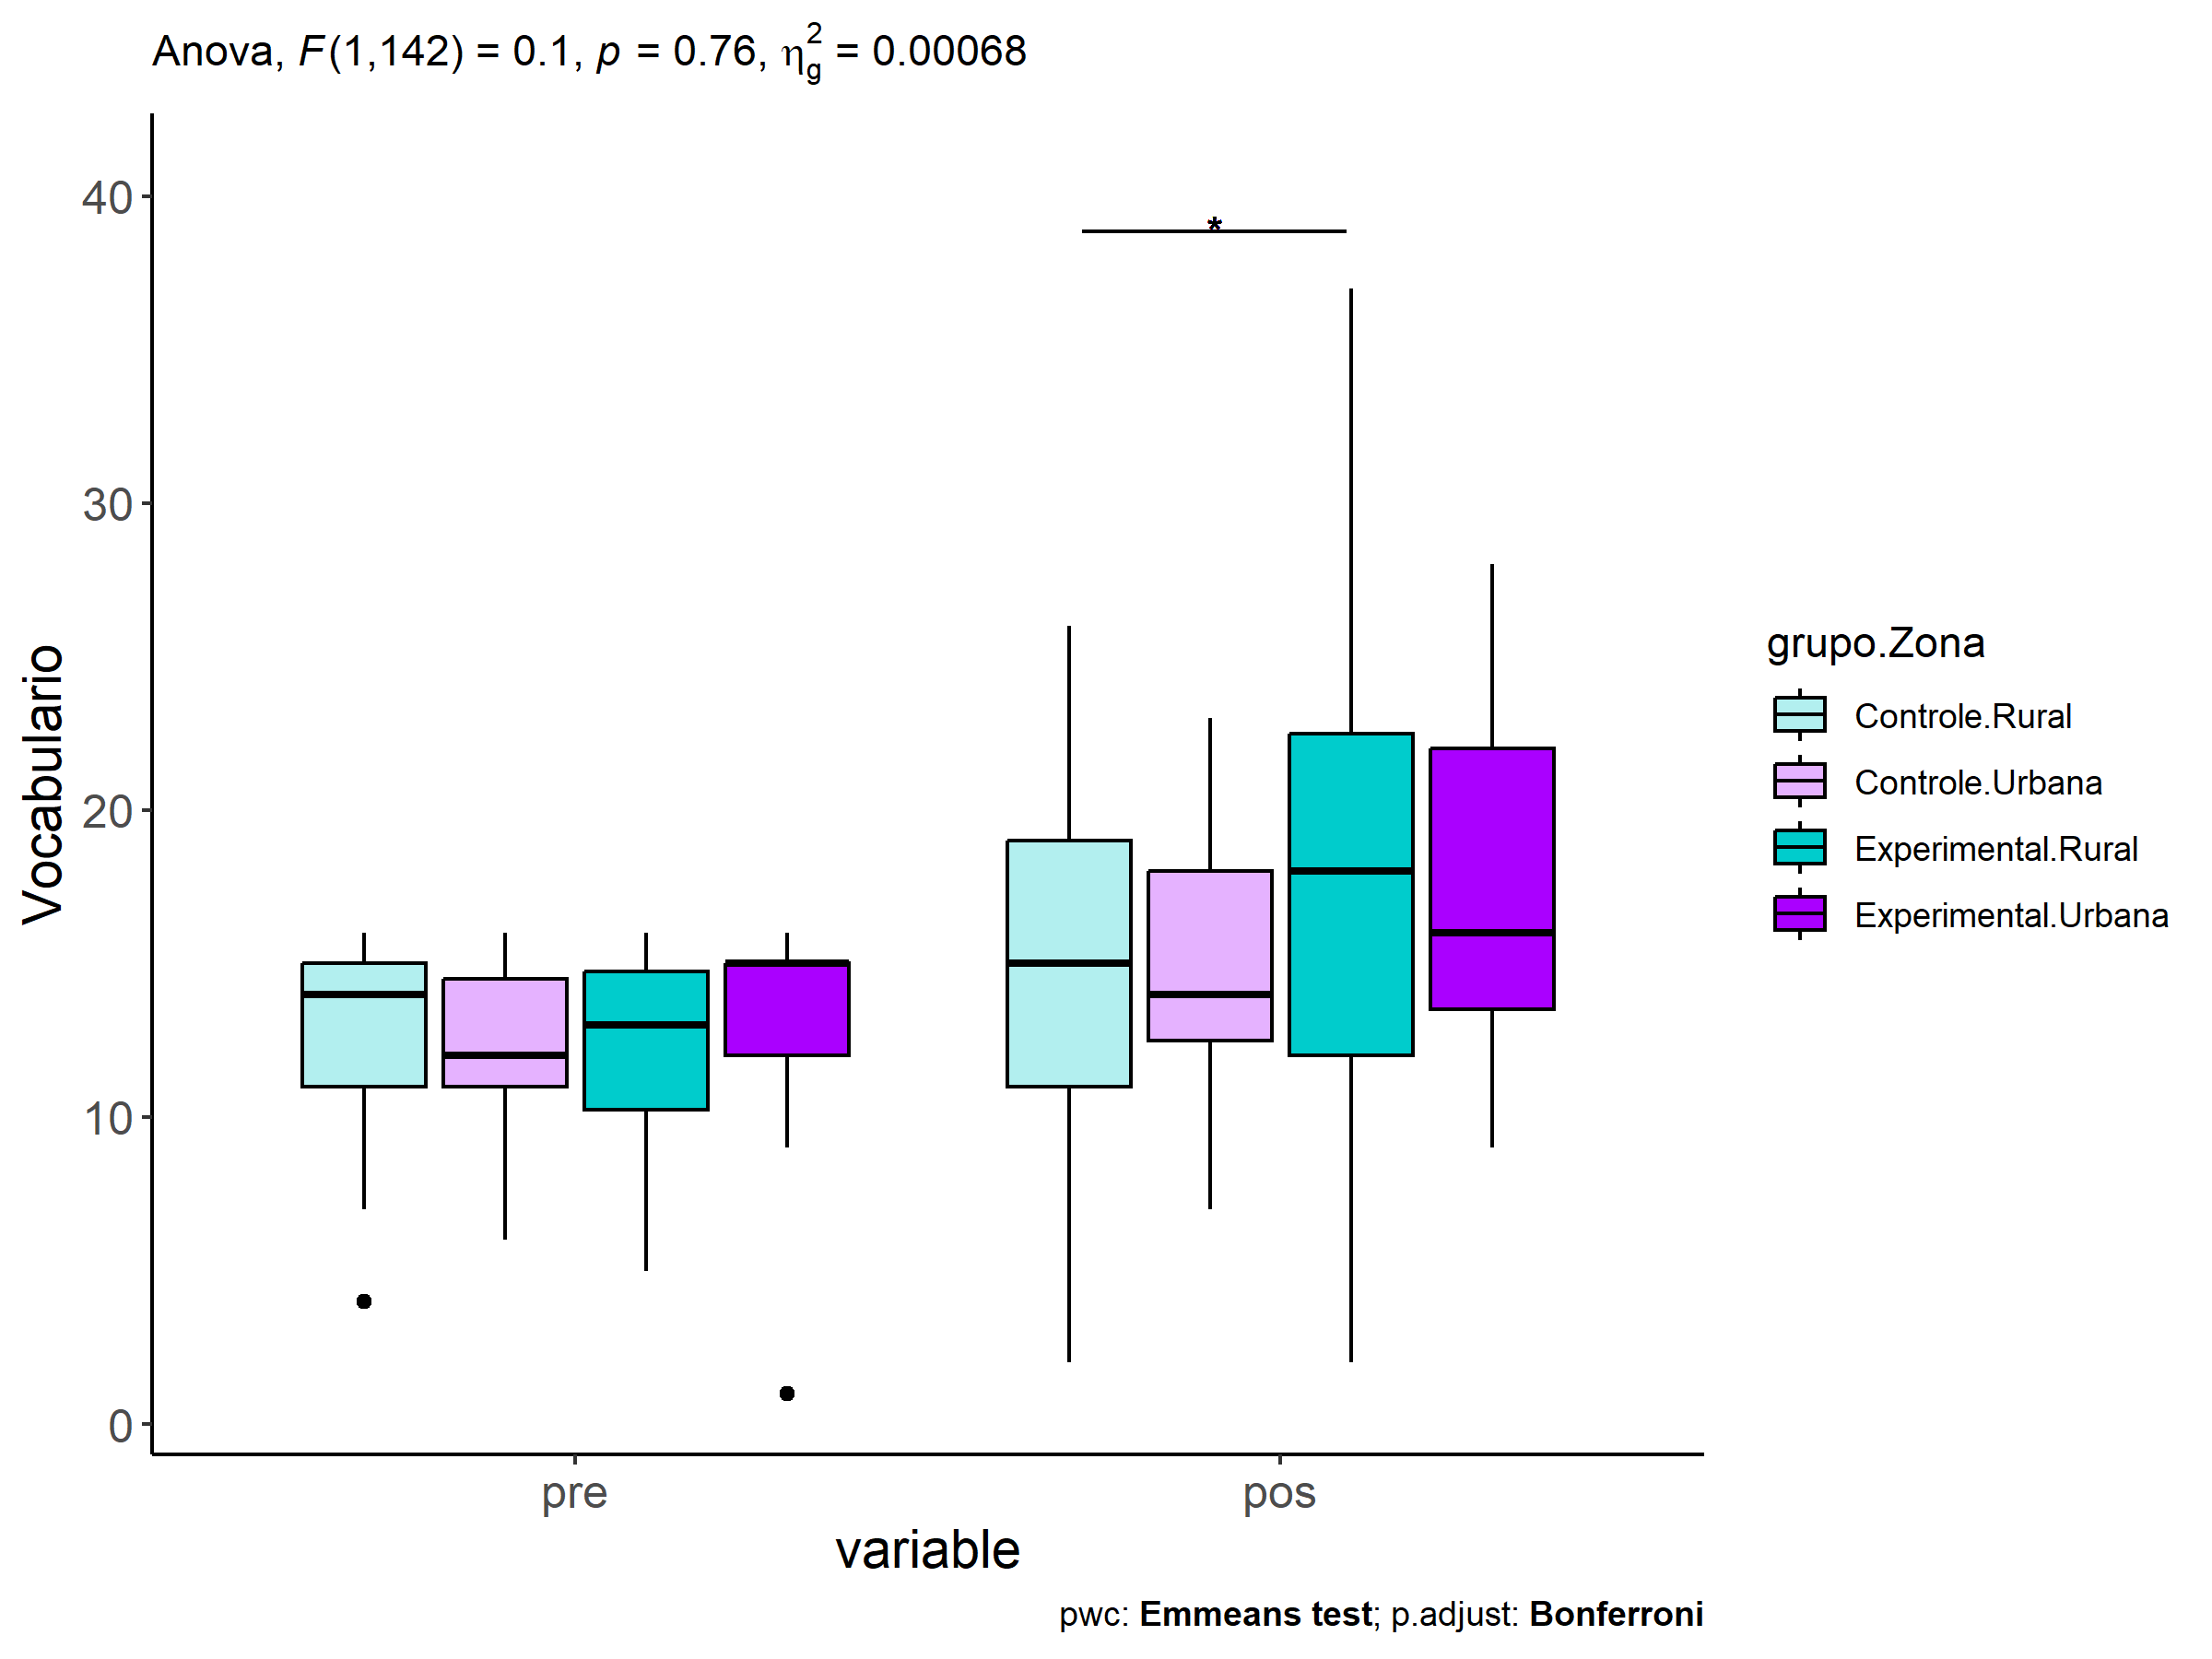 Anova, F(1,142) = 0.1, p = 0.76, η²g = 0.00068
*
40
30
20
10
0
Vocabulario
pre
pos
variable
grupo.Zona
Controle.Rural
Controle.Urbana
Experimental.Rural
Experimental.Urbana
pwc: Emmeans test; p.adjust: Bonferroni